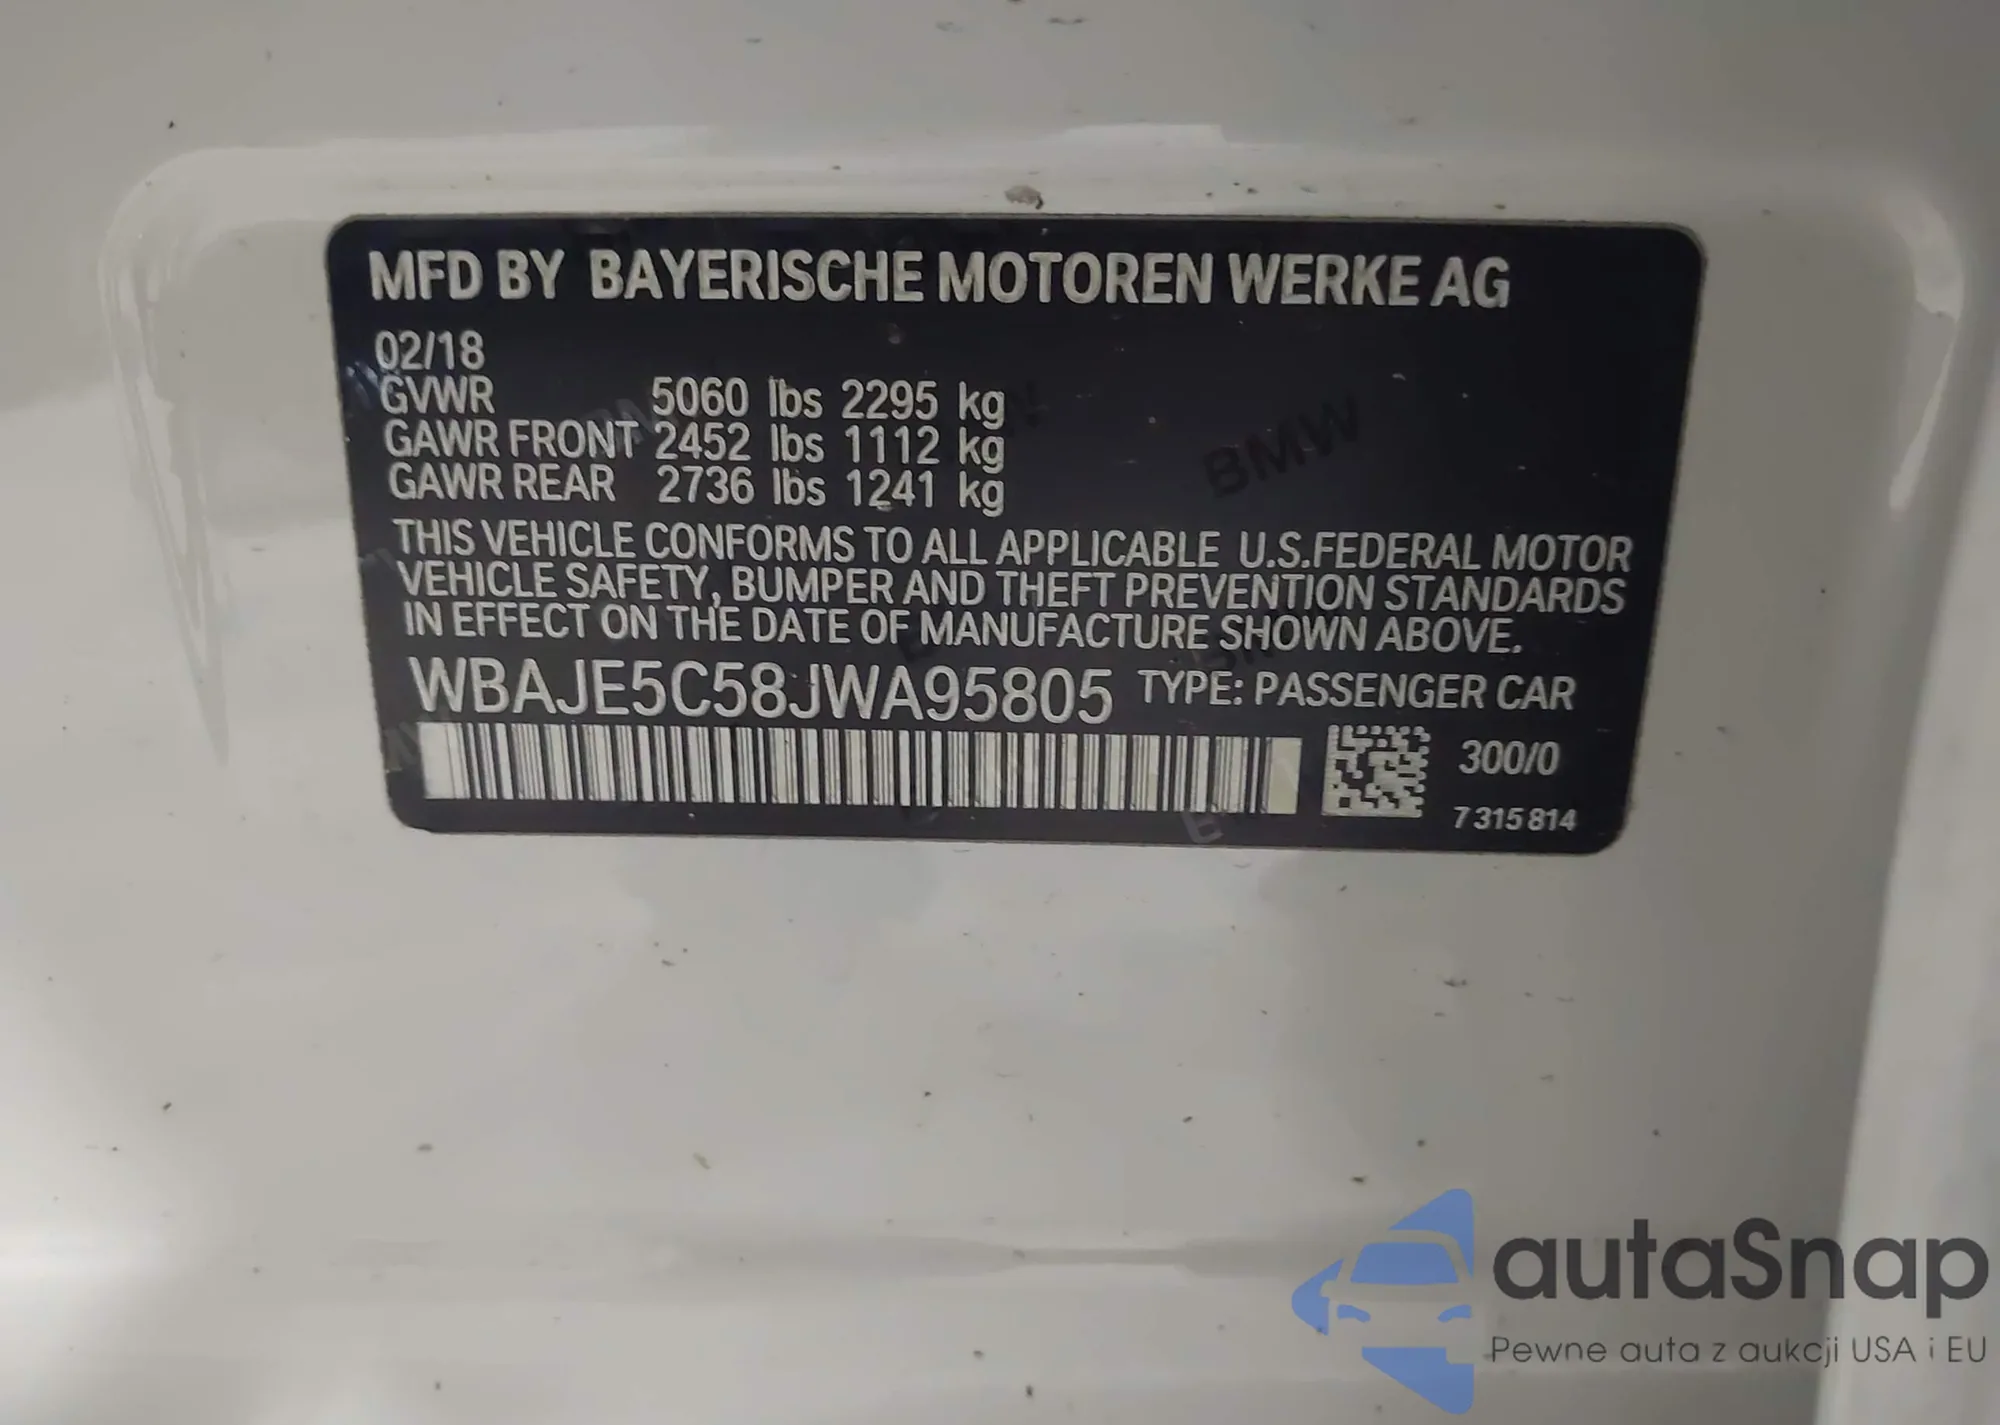 MFD BY BAYERISCHE MOTOREN WERKE AG
02/18
GVWR 5060 lbs 2295 kg
GAWR FRONT 2452 lbs 1112 kg
GAWR REAR 2736 lbs 1241 kg
THIS VEHICLE CONFORMS TO ALL APPLICABLE U.S.FEDERAL MOTOR
VEHICLE SAFETY, BUMPER AND THEFT PREVENTION STANDARDS
IN EFFECT ON THE DATE OF MANUFACTURE SHOWN ABOVE.
WBAJE5C58JWA95805 TYPE: PASSENGER CAR
300/0
7315814
BMW
autaSnap
Pewne auta z aukcji USA i EU